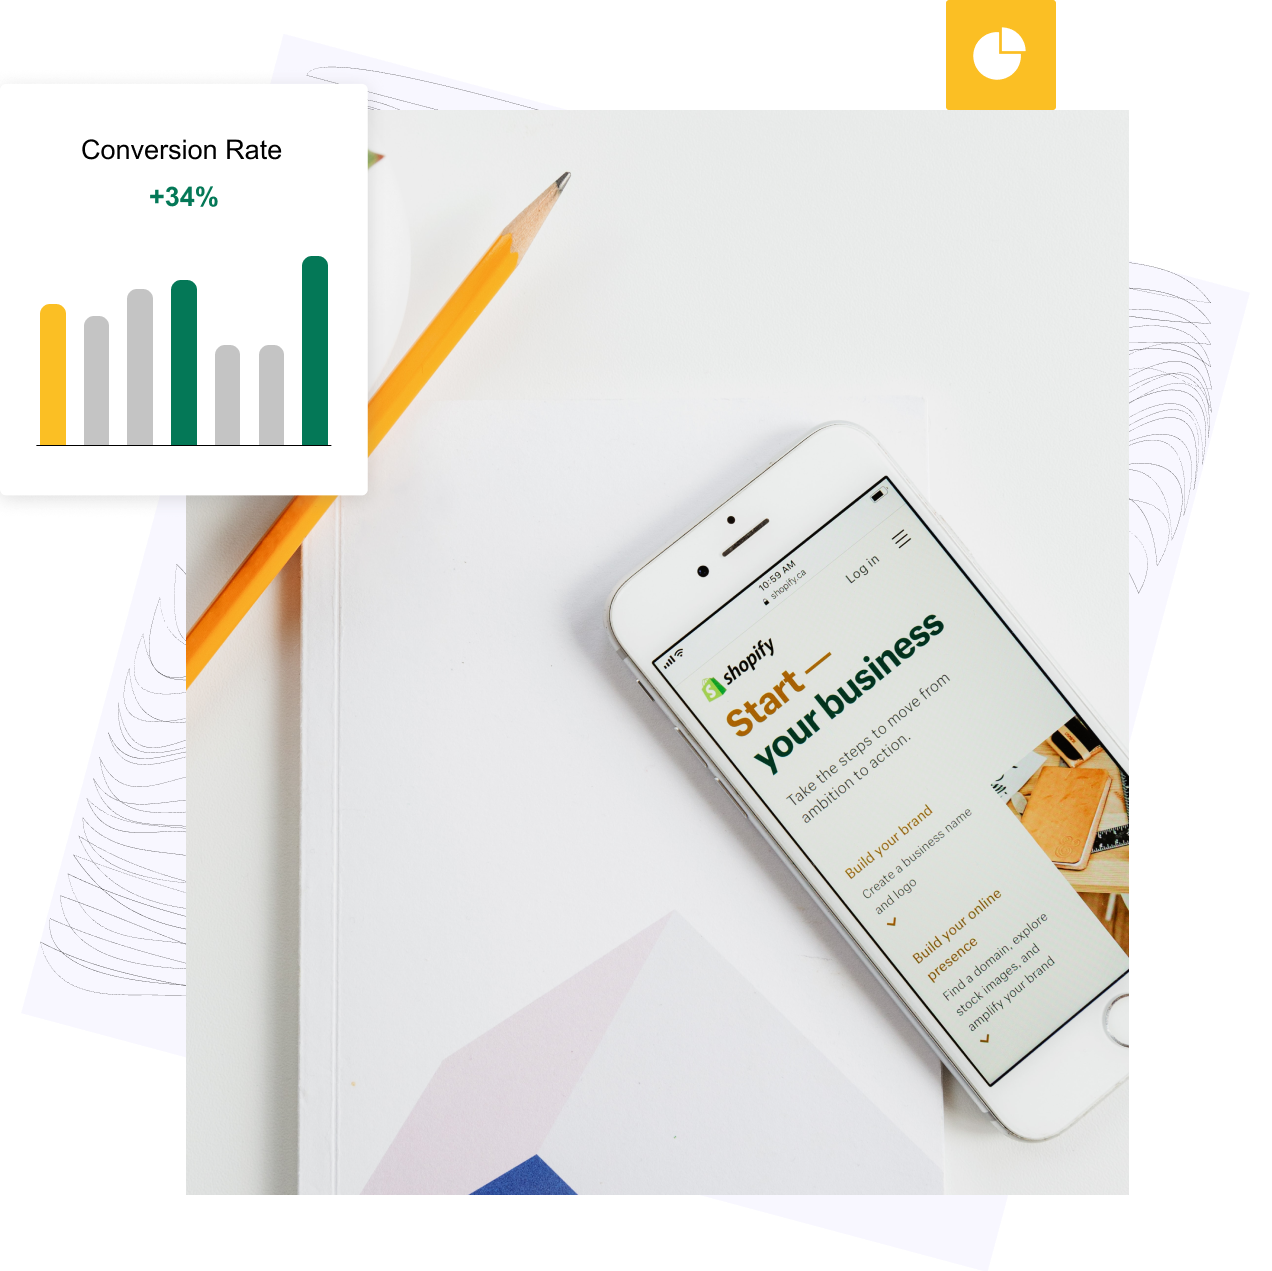 Conversion Rate
+34%
10:59 AM
shopify.ca
Log in
shopify
Start —
your business
Take the steps to move from
ambition to action.
Build your brand
Create a business name
and logo
Build your online
presence
Find a domain, explore
stock images, and
amplify your brand